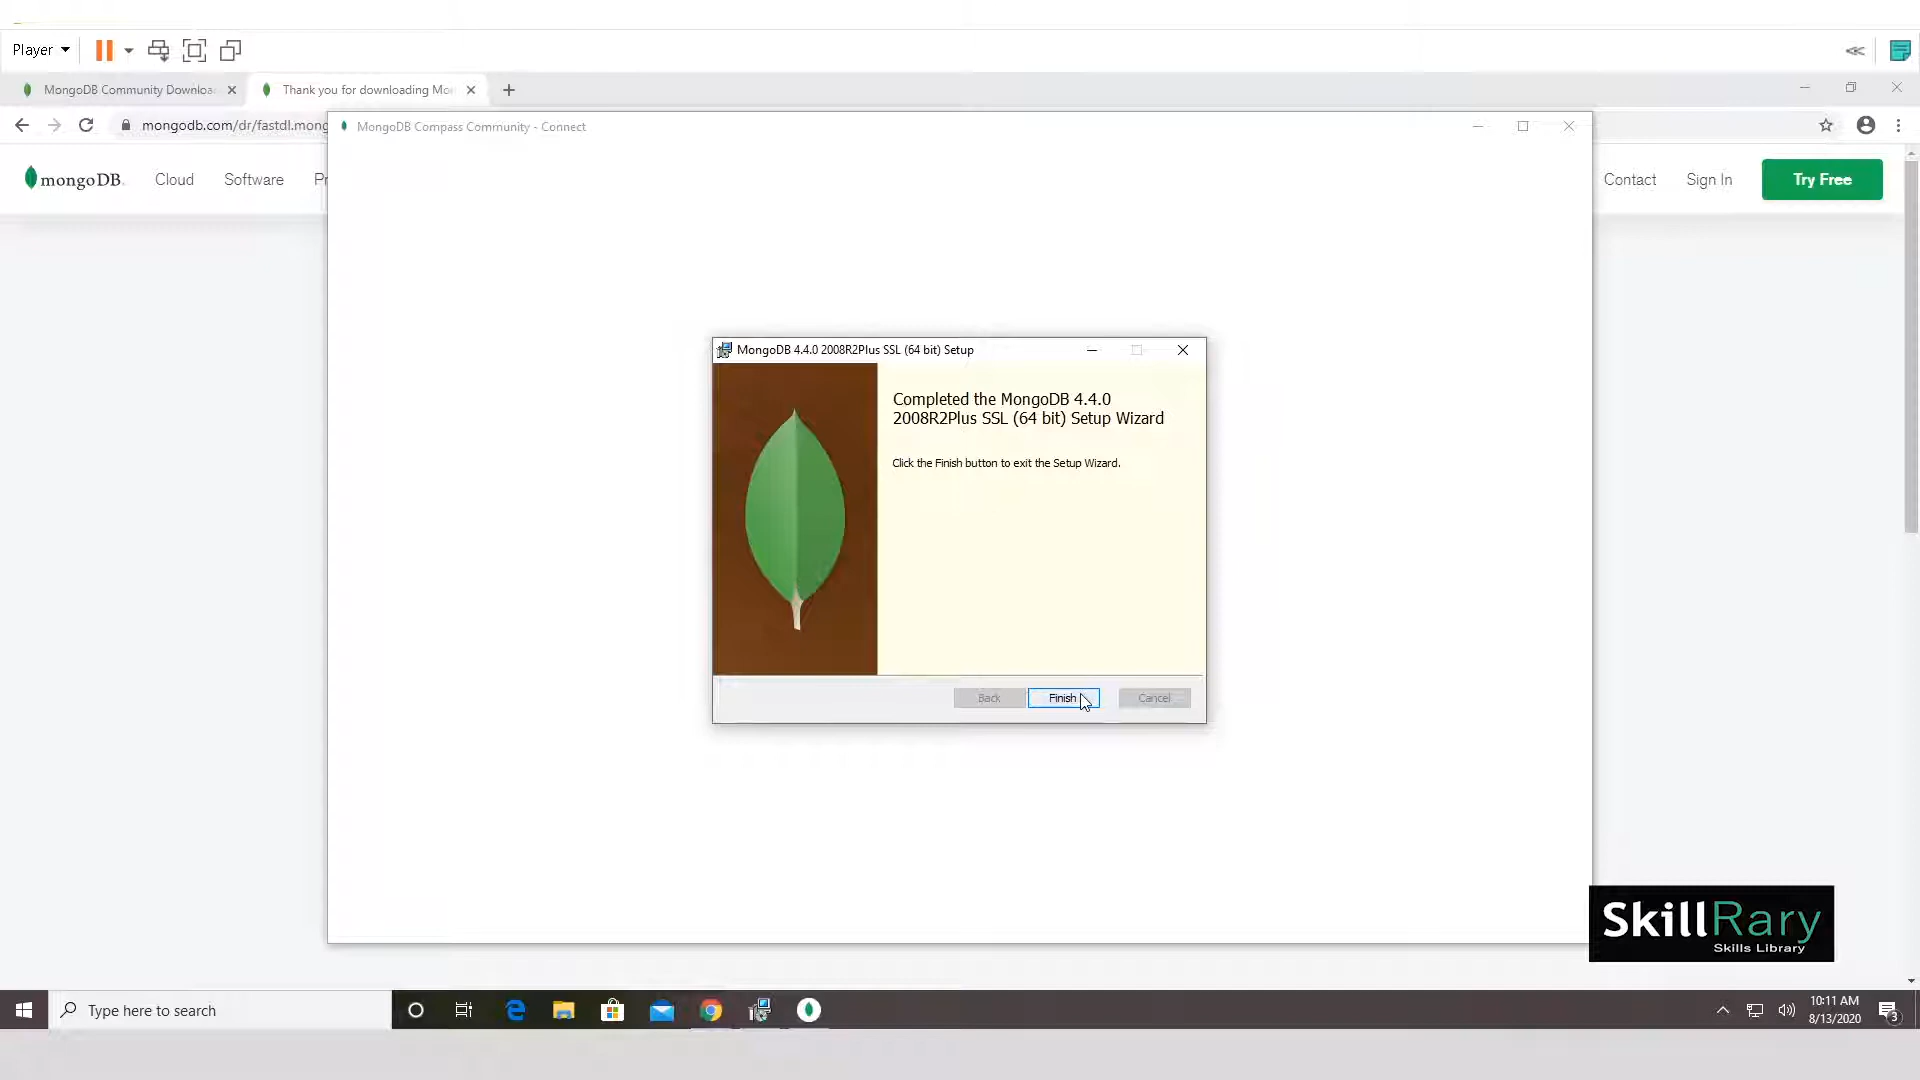 Player
MongoDB Community Downloa
Thank you for downloading Mo
mongodb.com/dr/fastdl.mong
MongoDB Compass Community - Connect
mongoDB.
Cloud
Software
Pr
Contact
Sign In
Try Free
MongoDB 4.4.0 2008R2Plus SSL (64 bit) Setup
Completed the MongoDB 4.4.0
2008R2Plus SSL (64 bit) Setup Wizard
Click the Finish button to exit the Setup Wizard.
Back
Finish
Cancel
SkillRary
Skills Library
Type here to search
10:11 AM
8/13/2020
3